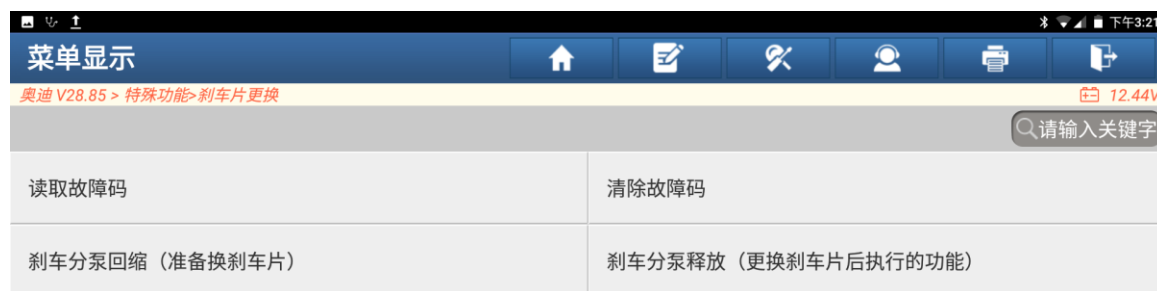 下午3:21
菜单显示
奥迪 V28.85 > 特殊功能>刹车片更换
12.44V
请输入关键字
读取故障码
清除故障码
刹车分泵回缩（准备换刹车片）
刹车分泵释放（更换刹车片后执行的功能）